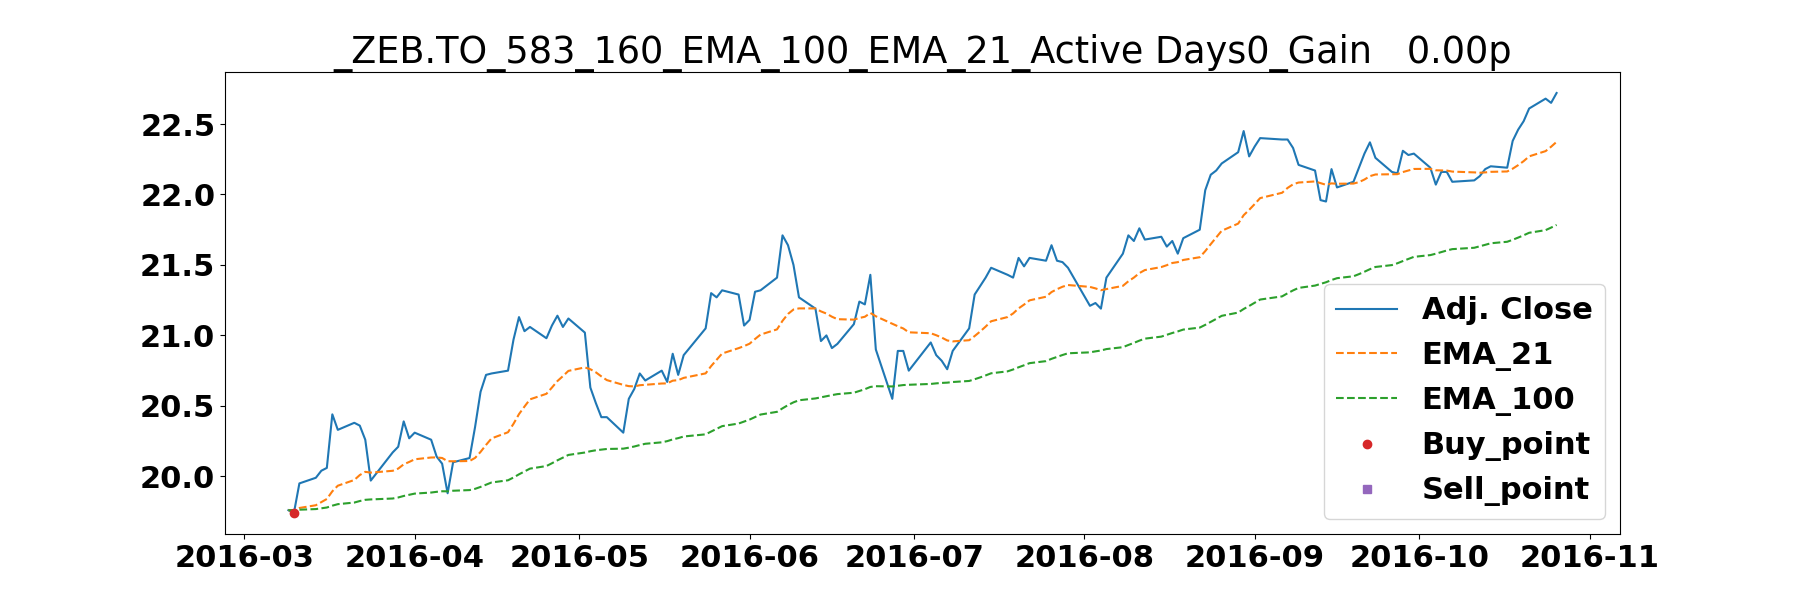 _ZEB.TO_583_160_EMA_100_EMA_21_Active Days0_Gain   0.00p
22.5
22.0
21.5
21.0
20.5
20.0
Adj. Close
EMA_21
EMA_100
Buy_point
Sell_point
2016-03 2016-04 2016-05 2016-06 2016-07 2016-08 2016-09 2016-10 2016-11